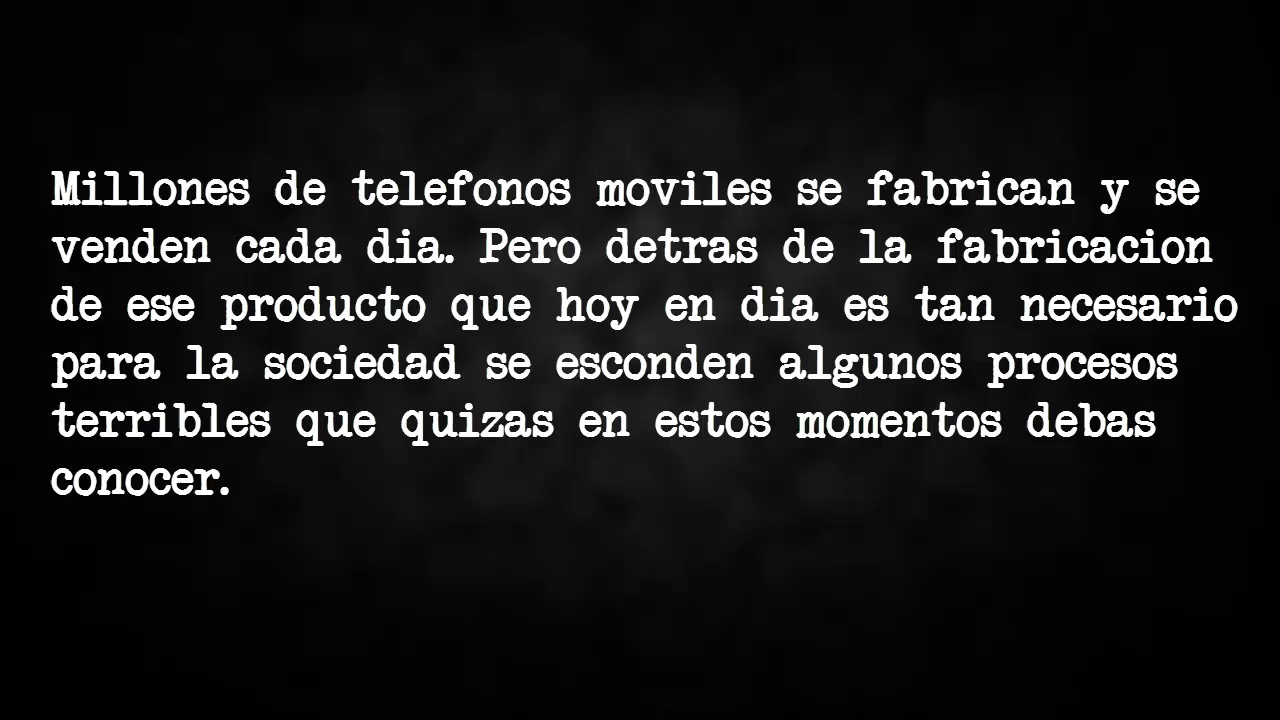 Millones de telefonos moviles se fabrican y se
venden cada dia. Pero detras de la fabricacion
de ese producto que hoy en dia es tan necesario
para la sociedad se esconden algunos procesos
terribles que quizas en estos momentos debas
conocer.